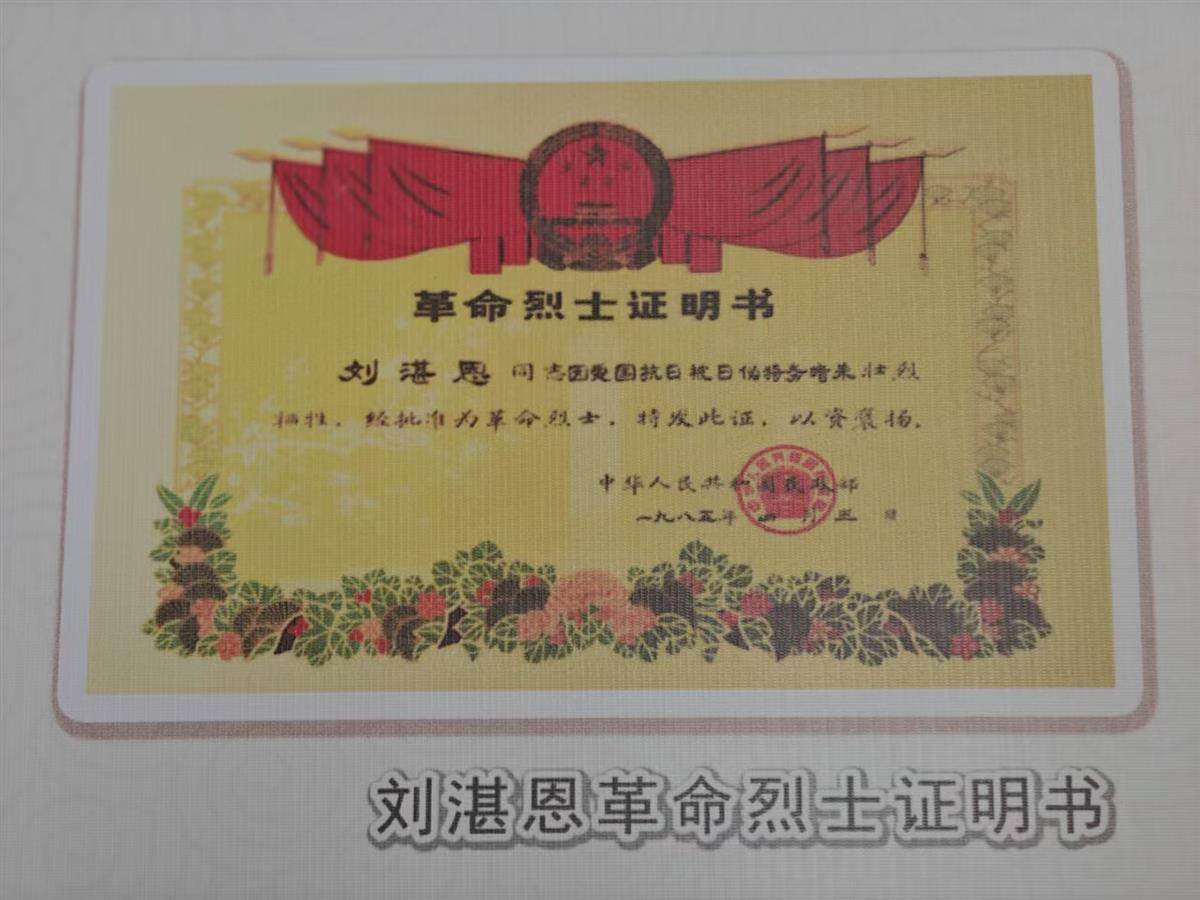 革命烈士证明书
刘湛恩同志因爱国抗日被日伪特务暗杀壮烈
牺牲，经批准为革命烈士，特发此证，以资褒扬。
中华人民共和国民政部
一九八五年四月三日
刘湛恩革命烈士证明书